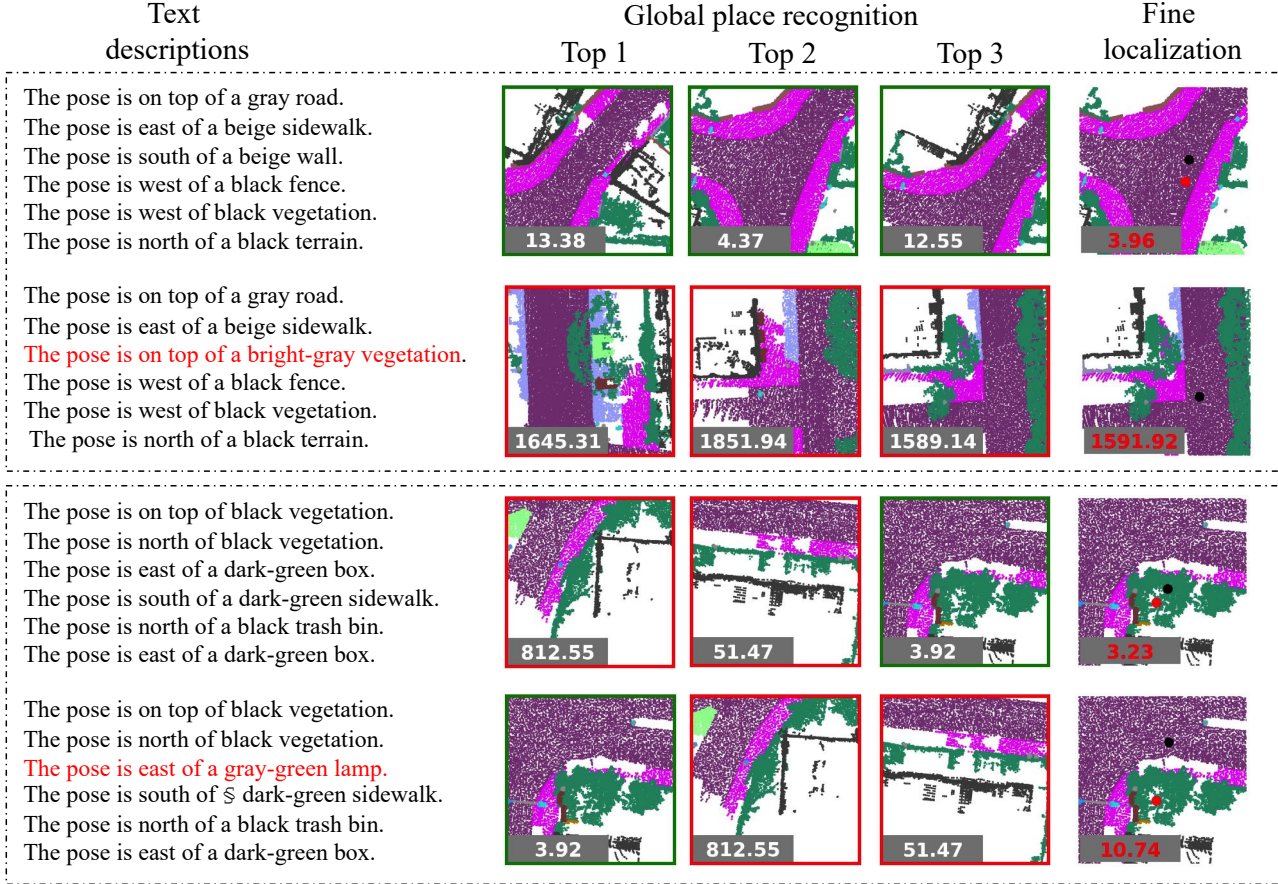 Text descriptions
Global place recognition
Fine localization
Top 1
Top 2
Top 3
The pose is on top of a gray road.
The pose is east of a beige sidewalk.
The pose is south of a beige wall.
The pose is west of a black fence.
The pose is west of black vegetation.
The pose is north of a black terrain.
13.38
4.37
12.55
3.96
The pose is on top of a gray road.
The pose is east of a beige sidewalk.
The pose is on top of a bright-gray vegetation.
The pose is west of a black fence.
The pose is west of black vegetation.
The pose is north of a black terrain.
1645.31
1851.94
1589.14
1591.92
The pose is on top of black vegetation.
The pose is north of black vegetation.
The pose is east of a dark-green box.
The pose is south of a dark-green sidewalk.
The pose is north of a black trash bin.
The pose is east of a dark-green box.
812.55
51.47
3.92
3.23
The pose is on top of black vegetation.
The pose is north of black vegetation.
The pose is east of a gray-green lamp.
The pose is south of dark-green sidewalk.
The pose is north of a black trash bin.
The pose is east of a dark-green box.
3.92
812.55
51.47
10.74